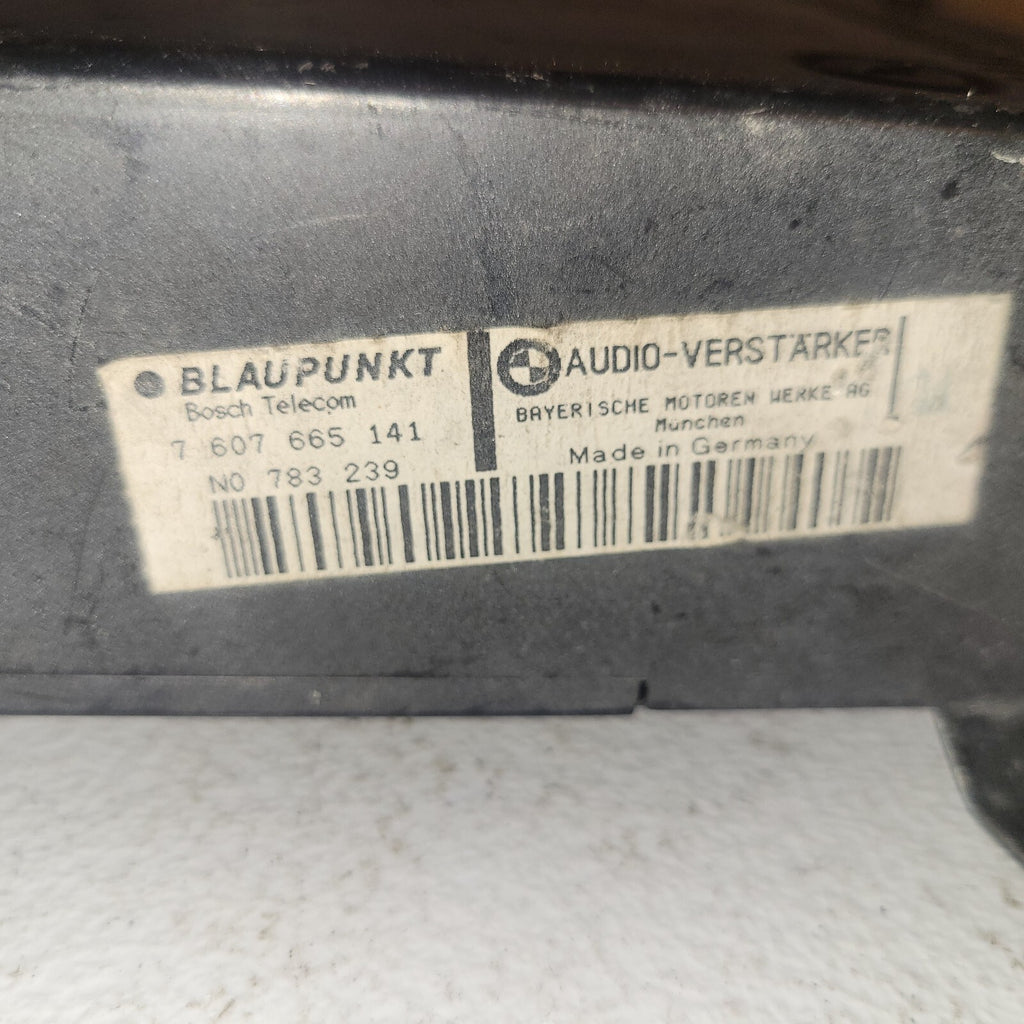 BLAUPUNKT
Bosch Telecom
7 607 665 141
NO 783 239
AUDIO-VERSTÄRKER
BAYERISCHE MOTOREN WERKE AG
München
Made in Germany